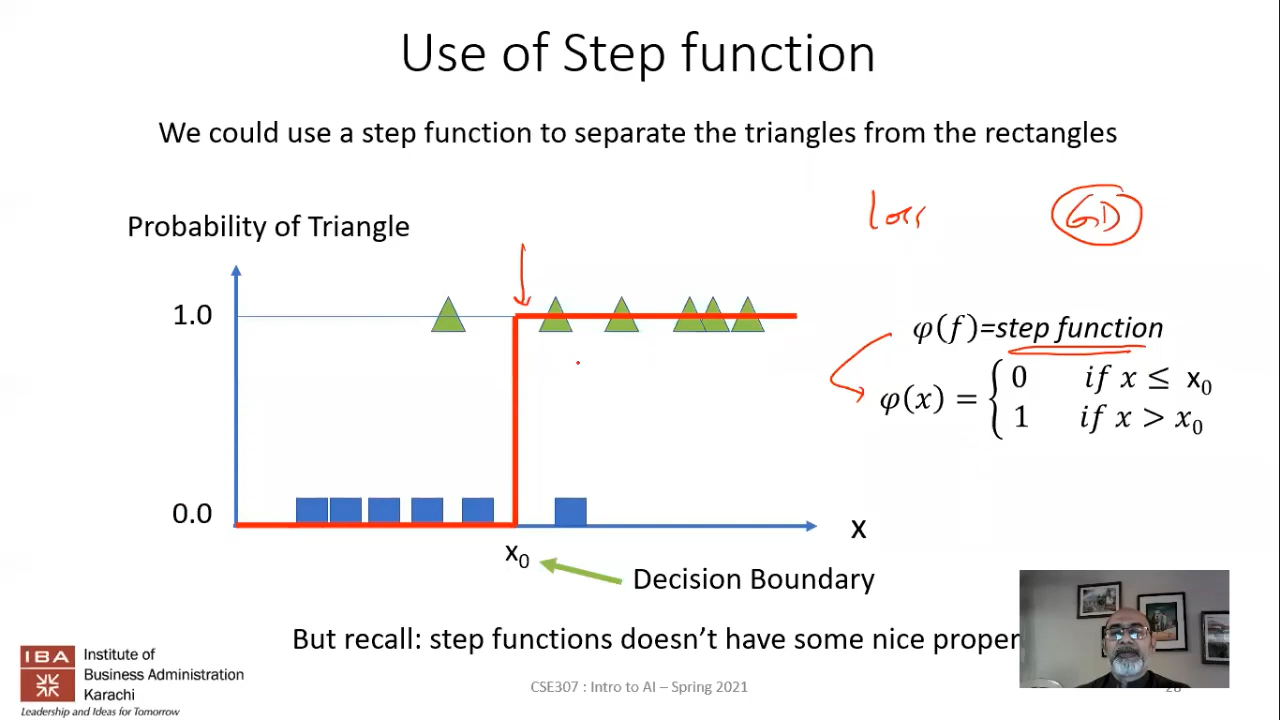 Use of Step function
We could use a step function to separate the triangles from the rectangles
loss
GD
Probability of Triangle
1.0
φ(f)=step function
φ(x) = { 0 if x ≤ x₀
1 if x > x₀
0.0
x
x₀
Decision Boundary
But recall: step functions doesn’t have some nice proper
IBA
Institute of
Business Administration
Karachi
Leadership and Ideas for Tomorrow
CSE307 : Intro to AI – Spring 2021